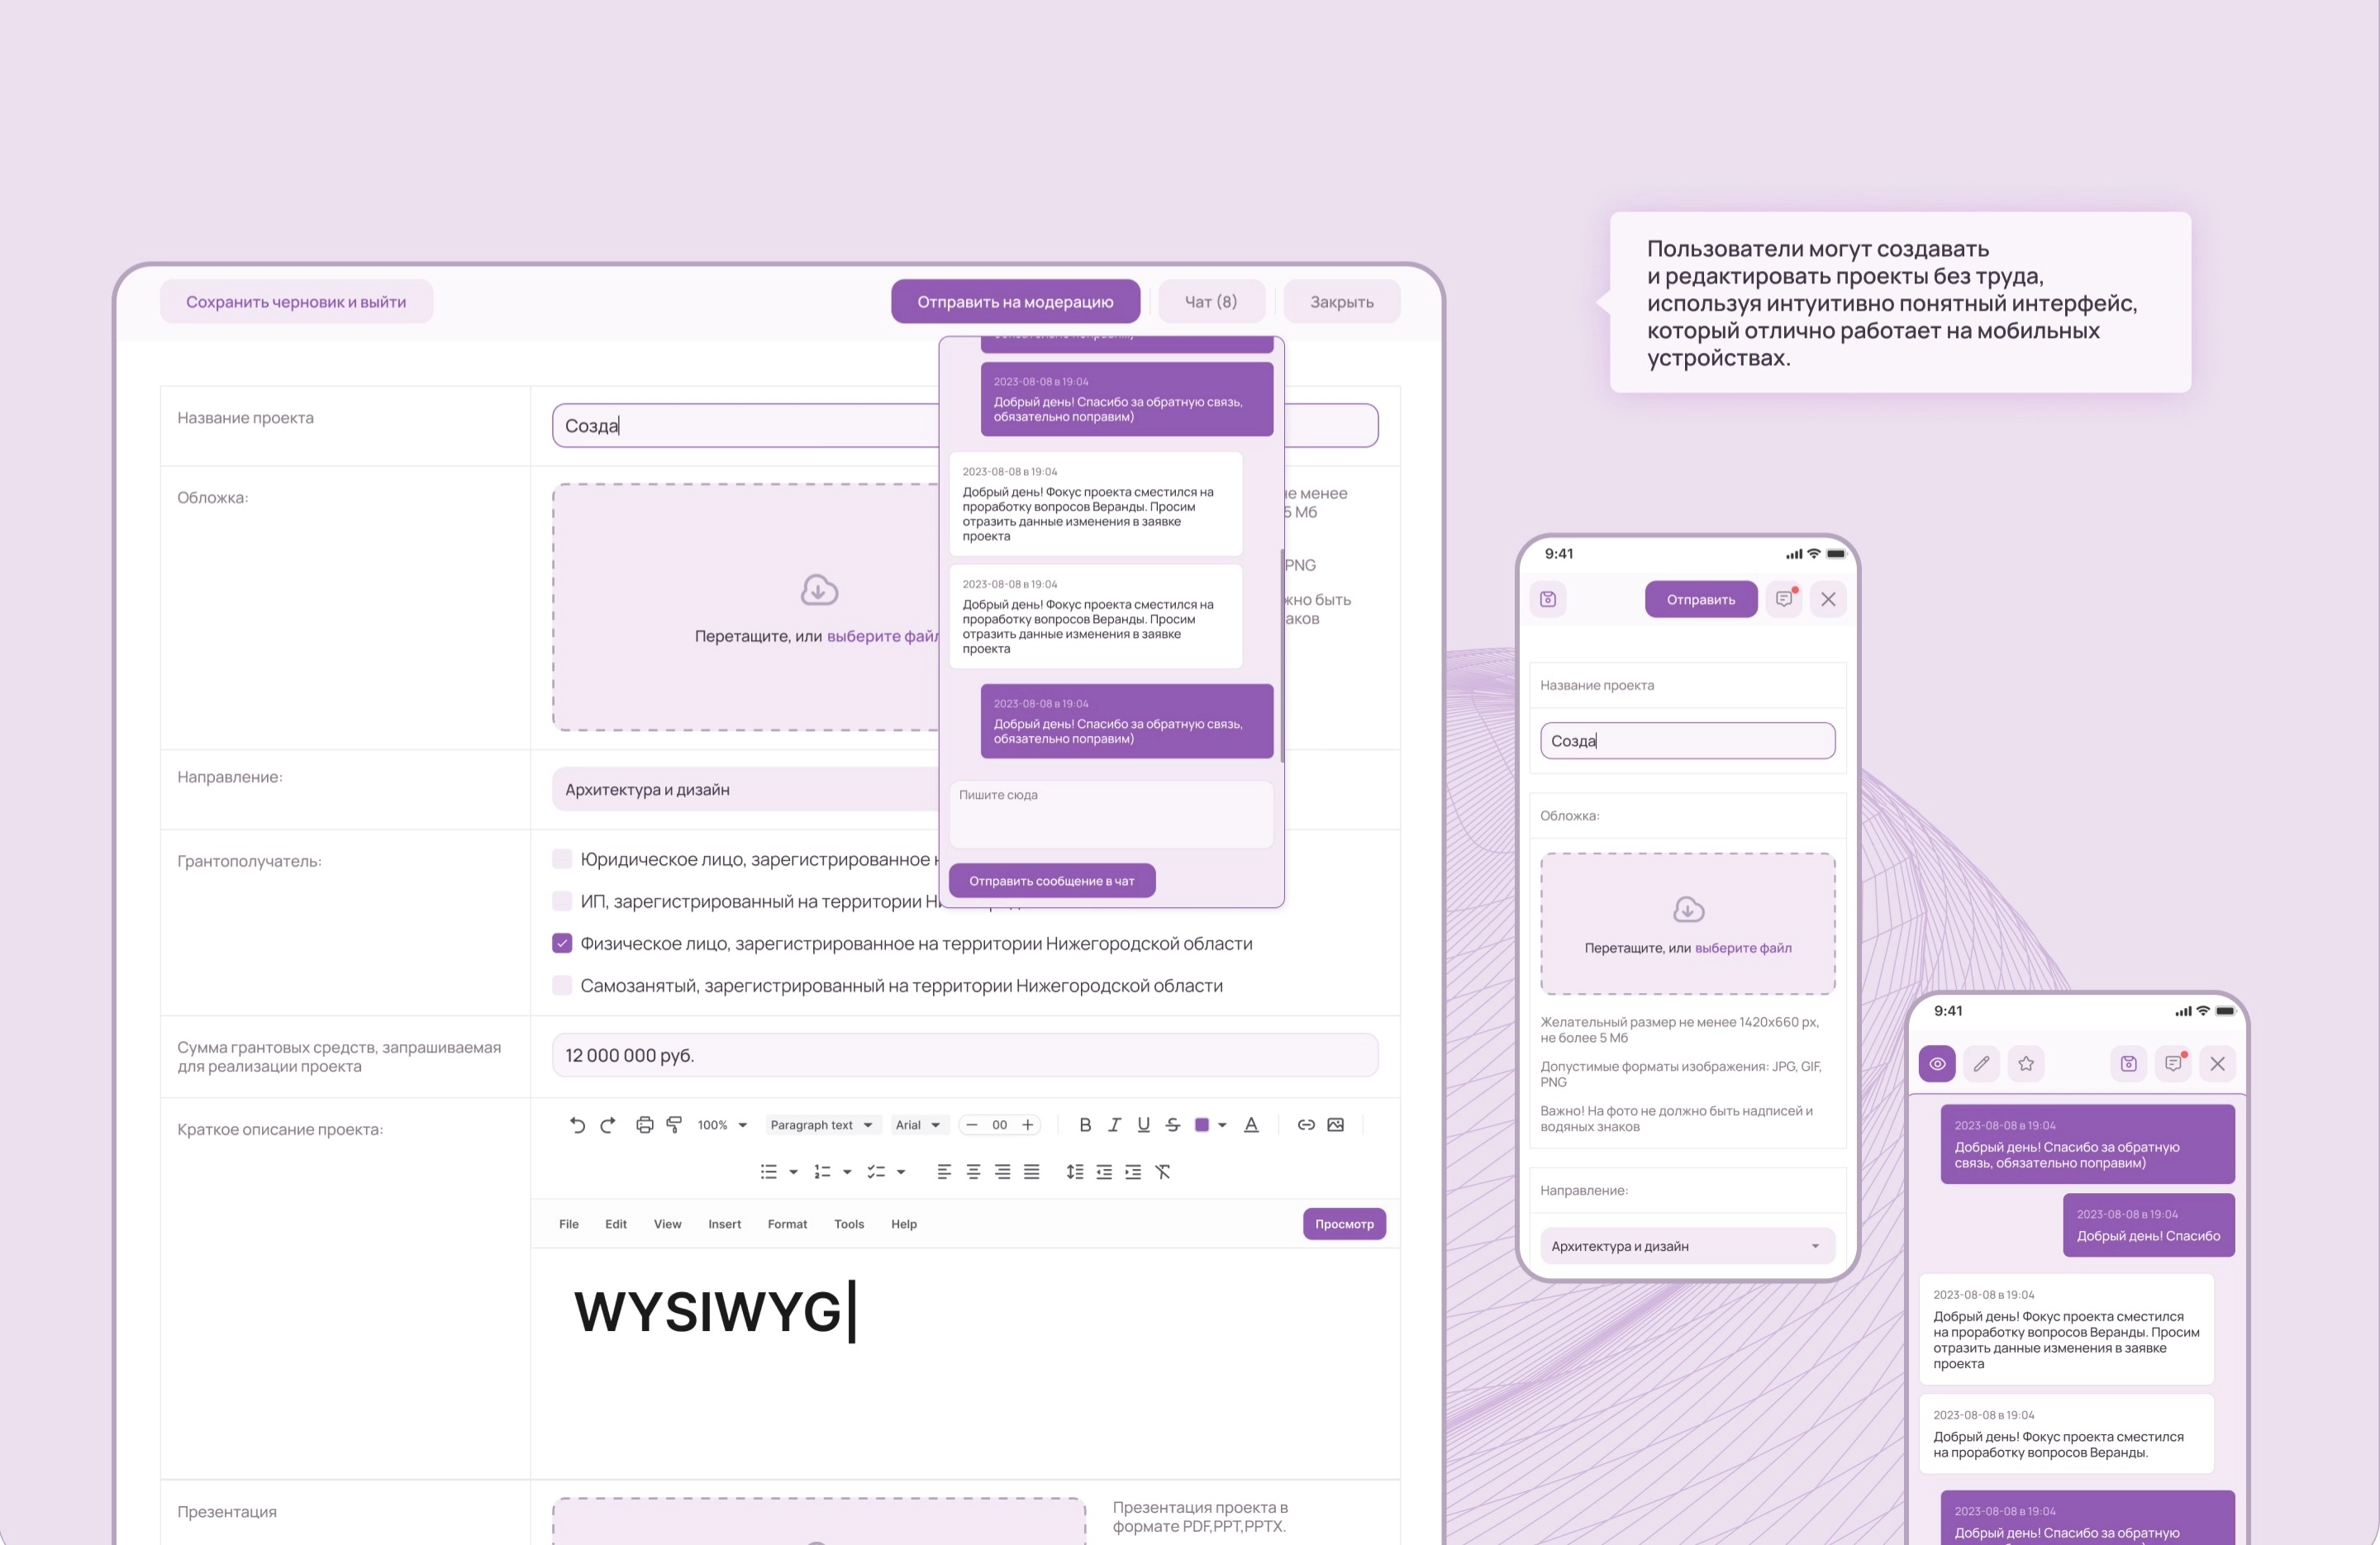 Пользователи могут создавать
и редактировать проекты без труда,
используя интуитивно понятный интерфейс,
который отлично работает на мобильных
устройствах.
Сохранить черновик и выйти
Отправить на модерацию
Чат (8)
Закрыть
Название проекта
Созда
Обложка:
Перетащите, или выберите файл
не менее
5 Мб
PNG
жно быть
аков
Направление:
Архитектура и дизайн
Грантополучатель:
Юридическое лицо, зарегистрированное
ИП, зарегистрированный на территории
Физическое лицо, зарегистрированное на территории Нижегородской области
Самозанятый, зарегистрированный на территории Нижегородской области
Сумма грантовых средств, запрашиваемая
для реализации проекта
12 000 000 руб.
Краткое описание проекта:
100%
Paragraph text
Arial
00
B I U S A
File Edit View Insert Format Tools Help
Просмотр
WYSIWYG
Презентация
Презентация проекта в
формате PDF,PPT,PPTX.
2023-08-08 в 19:04
Добрый день! Спасибо за обратную связь,
обязательно поправим)
2023-08-08 в 19:04
Добрый день! Фокус проекта сместился на
проработку вопросов Веранды. Просим
отразить данные изменения в заявке
проекта
2023-08-08 в 19:04
Добрый день! Фокус проекта сместился на
проработку вопросов Веранды. Просим
отразить данные изменения в заявке
проекта
2023-08-08 в 19:04
Добрый день! Спасибо за обратную связь,
обязательно поправим)
Пишите сюда
Отправить сообщение в чат
9:41
Отправить
Название проекта
Созда
Обложка:
Перетащите, или выберите файл
Желательный размер не менее 1420x660 px,
не более 5 Мб
Допустимые форматы изображения: JPG, GIF,
PNG
Важно! На фото не должно быть надписей и
водяных знаков
Направление:
Архитектура и дизайн
9:41
2023-08-08 в 19:04
Добрый день! Спасибо за обратную
связь, обязательно поправим)
2023-08-08 в 19:04
Добрый день! Спасибо
2023-08-08 в 19:04
Добрый день! Фокус проекта сместился
на проработку вопросов Веранды. Просим
отразить данные изменения в заявке
проекта
2023-08-08 в 19:04
Добрый день! Фокус проекта сместился
на проработку вопросов Веранды.
2023-08-08 в 19:04
Добрый день! Спасибо за обратную